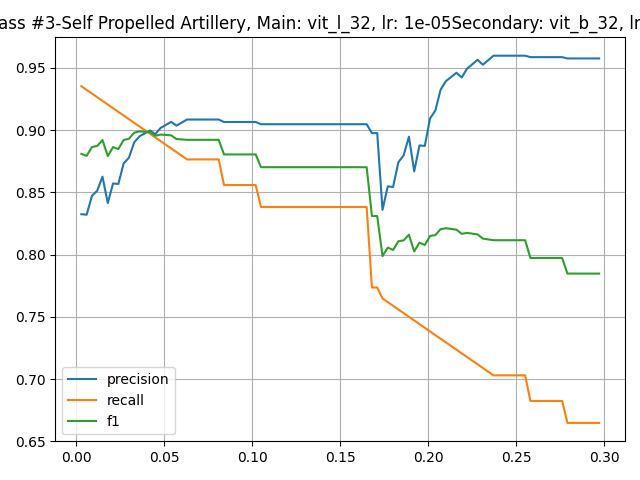 ass #3-Self Propelled Artillery, Main: vit_l_32, lr: 1e-05Secondary: vit_b_32, lr
0.95
0.90
0.85
0.80
0.75
0.70
0.65
precision
recall
f1
0.00 0.05 0.10 0.15 0.20 0.25 0.30